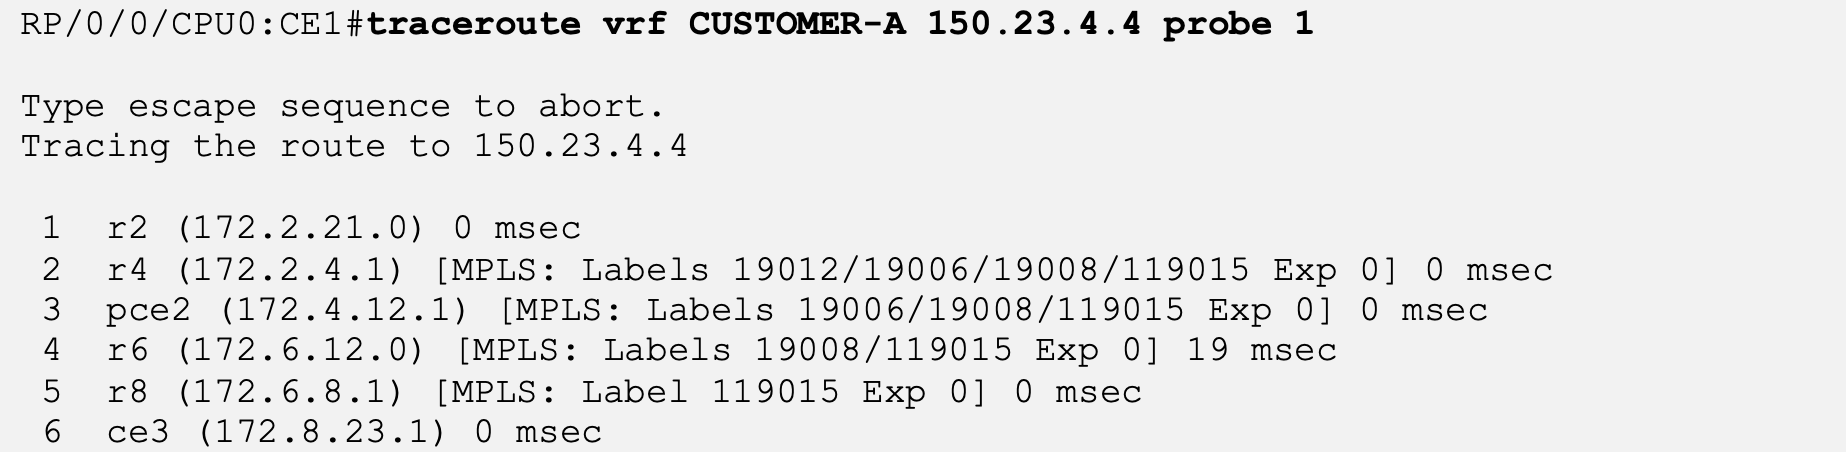 RP/0/0/CPU0:CE1#traceroute vrf CUSTOMER-A 150.23.4.4 probe 1
Type escape sequence to abort.
Tracing the route to 150.23.4.4
1 r2 (172.2.21.0) 0 msec
2 r4 (172.2.4.1) [MPLS: Labels 19012/19006/19008/119015 Exp 0] 0 msec
3 pce2 (172.4.12.1) [MPLS: Labels 19006/19008/119015 Exp 0] 0 msec
4 r6 (172.6.12.0) [MPLS: Labels 19008/119015 Exp 0] 19 msec
5 r8 (172.6.8.1) [MPLS: Label 119015 Exp 0] 0 msec
6 ce3 (172.8.23.1) 0 msec